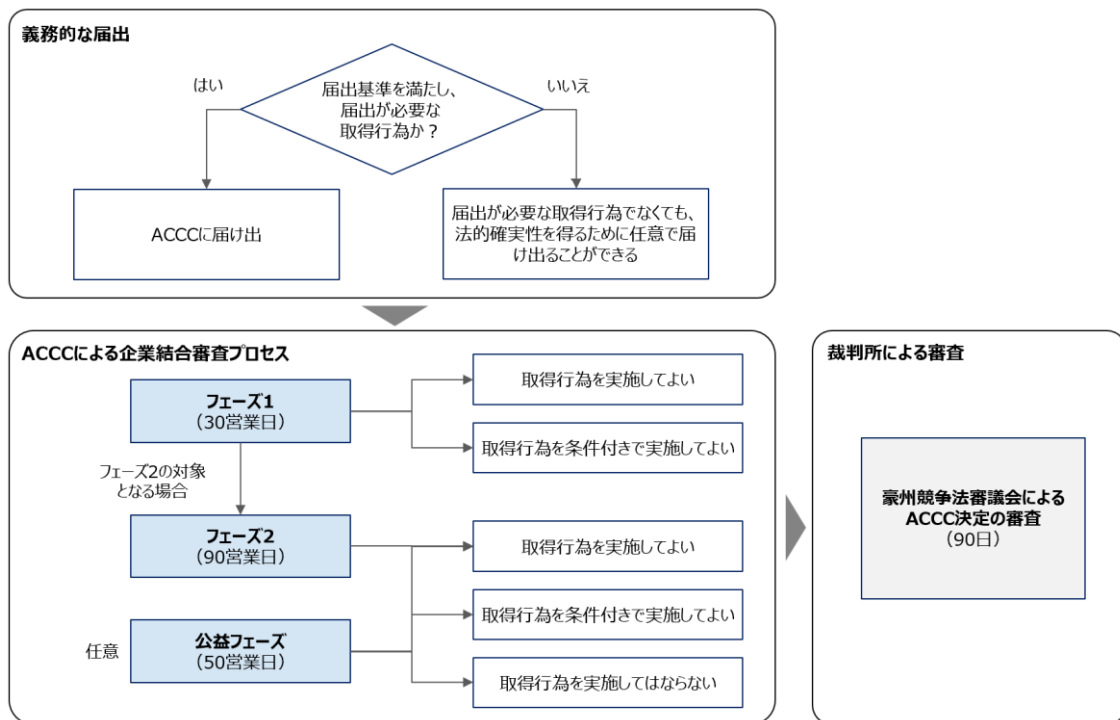 義務的な届出
はい
届出基準を満たし、
届出が必要な
取得行為か？
いいえ
ACCCに届け出
届出が必要な取得行為でなくても、
法的確実性を得るために任意で届
け出ることができる
ACCCによる企業結合審査プロセス
フェーズ1
（30営業日）
取得行為を実施してよい
取得行為を条件付きで実施してよい
フェーズ2の対象
となる場合
フェーズ2
（90営業日）
取得行為を実施してよい
取得行為を条件付きで実施してよい
任意
公益フェーズ
（50営業日）
取得行為を実施してはならない
裁判所による審査
豪州競争法審議会による
ACCC決定の審査
（90日）